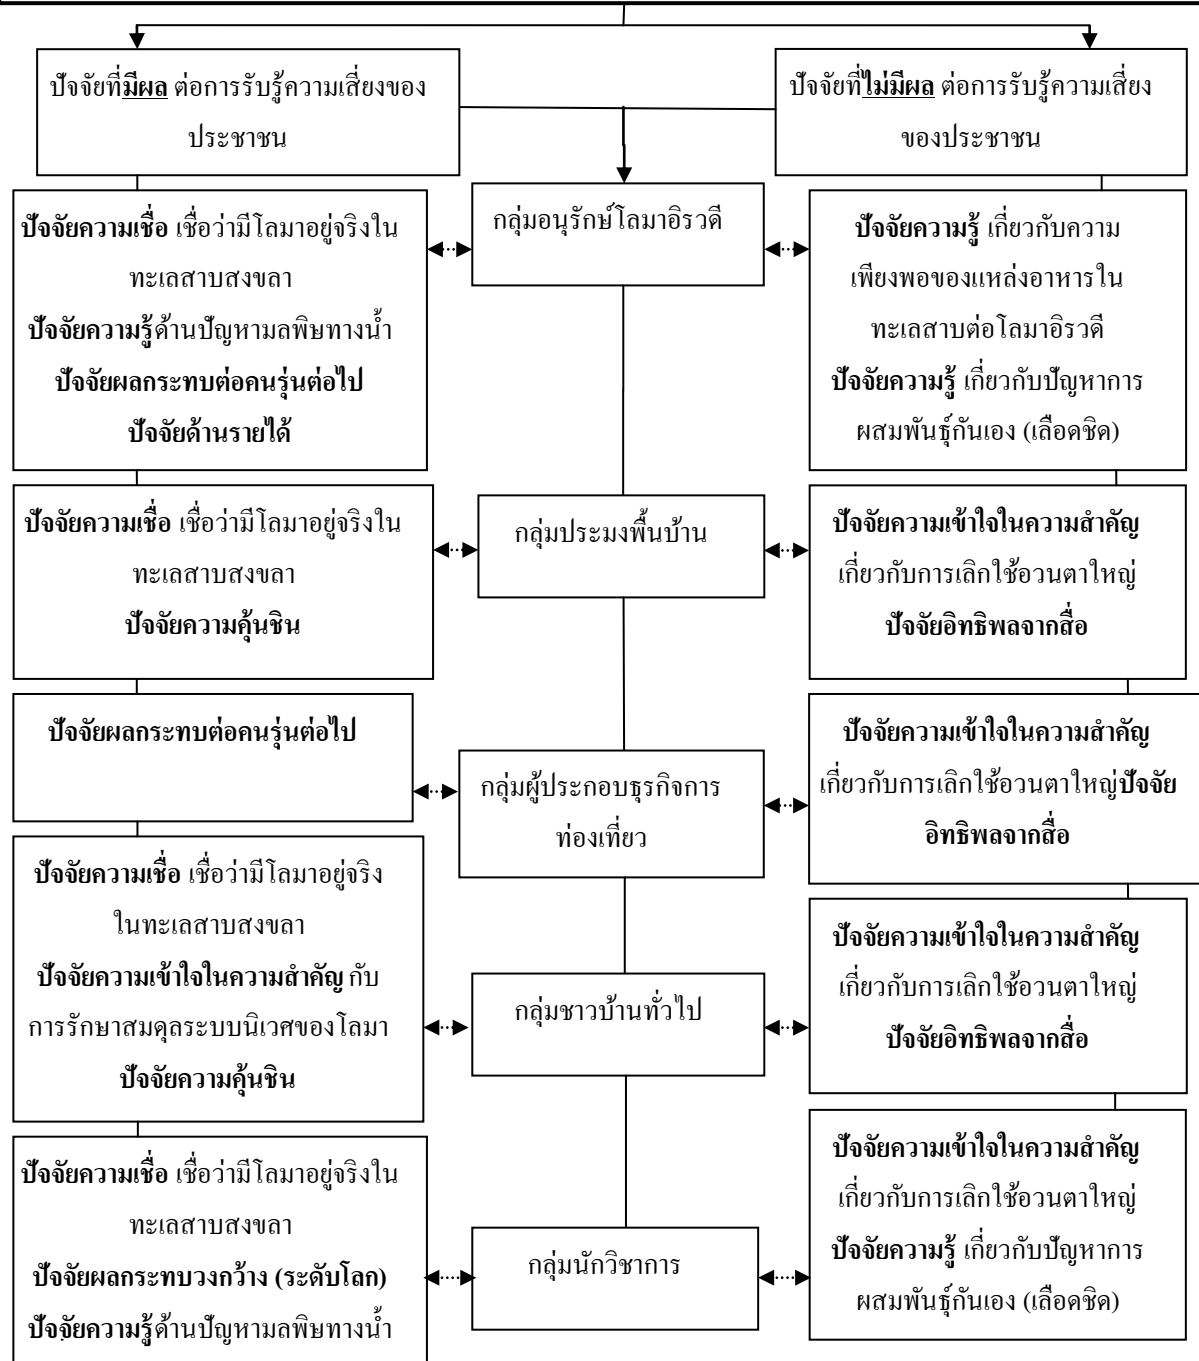 ปัจจัยที่มีผล ต่อการรับรู้ความเสี่ยงของ
ประชาชน
ปัจจัยที่ไม่มีผล ต่อการรับรู้ความเสี่ยง
ของประชาชน
กลุ่มอนุรักษ์โลมาอิรวดี
ปัจจัยความเชื่อ เชื่อว่ามีโลมาอยู่จริงใน
ทะเลสาบสงขลา
ปัจจัยความรู้ด้านปัญหามลพิษทางน้ำ
ปัจจัยผลกระทบต่อคนรุ่นต่อไป
ปัจจัยด้านรายได้
ปัจจัยความรู้ เกี่ยวกับความ
เพียงพอของแหล่งอาหารใน
ทะเลสาบต่อโลมาอิรวดี
ปัจจัยความรู้ เกี่ยวกับปัญหาการ
ผสมพันธุ์กันเอง (เลือดชิด)
ปัจจัยความเชื่อ เชื่อว่ามีโลมาอยู่จริงใน
ทะเลสาบสงขลา
ปัจจัยความคุ้นชิน
กลุ่มประมงพื้นบ้าน
ปัจจัยความเข้าใจในความสำคัญ
เกี่ยวกับการเลิกใช้อวนตาใหญ่
ปัจจัยอิทธิพลจากสื่อ
ปัจจัยผลกระทบต่อคนรุ่นต่อไป
กลุ่มผู้ประกอบธุรกิจการ
ท่องเที่ยว
ปัจจัยความเข้าใจในความสำคัญ
เกี่ยวกับการเลิกใช้อวนตาใหญ่ปัจจัย
อิทธิพลจากสื่อ
ปัจจัยความเชื่อ เชื่อว่ามีโลมาอยู่จริง
ในทะเลสาบสงขลา
ปัจจัยความเข้าใจในความสำคัญ กับ
การรักษาสมดุลระบบนิเวศของโลมา
ปัจจัยความคุ้นชิน
กลุ่มชาวบ้านทั่วไป
ปัจจัยความเข้าใจในความสำคัญ
เกี่ยวกับการเลิกใช้อวนตาใหญ่
ปัจจัยอิทธิพลจากสื่อ
ปัจจัยความเชื่อ เชื่อว่ามีโลมาอยู่จริงใน
ทะเลสาบสงขลา
ปัจจัยผลกระทบวงกว้าง (ระดับโลก)
ปัจจัยความรู้ด้านปัญหามลพิษทางน้ำ
กลุ่มนักวิชาการ
ปัจจัยความเข้าใจในความสำคัญ
เกี่ยวกับการเลิกใช้อวนตาใหญ่
ปัจจัยความรู้ เกี่ยวกับปัญหาการ
ผสมพันธุ์กันเอง (เลือดชิด)